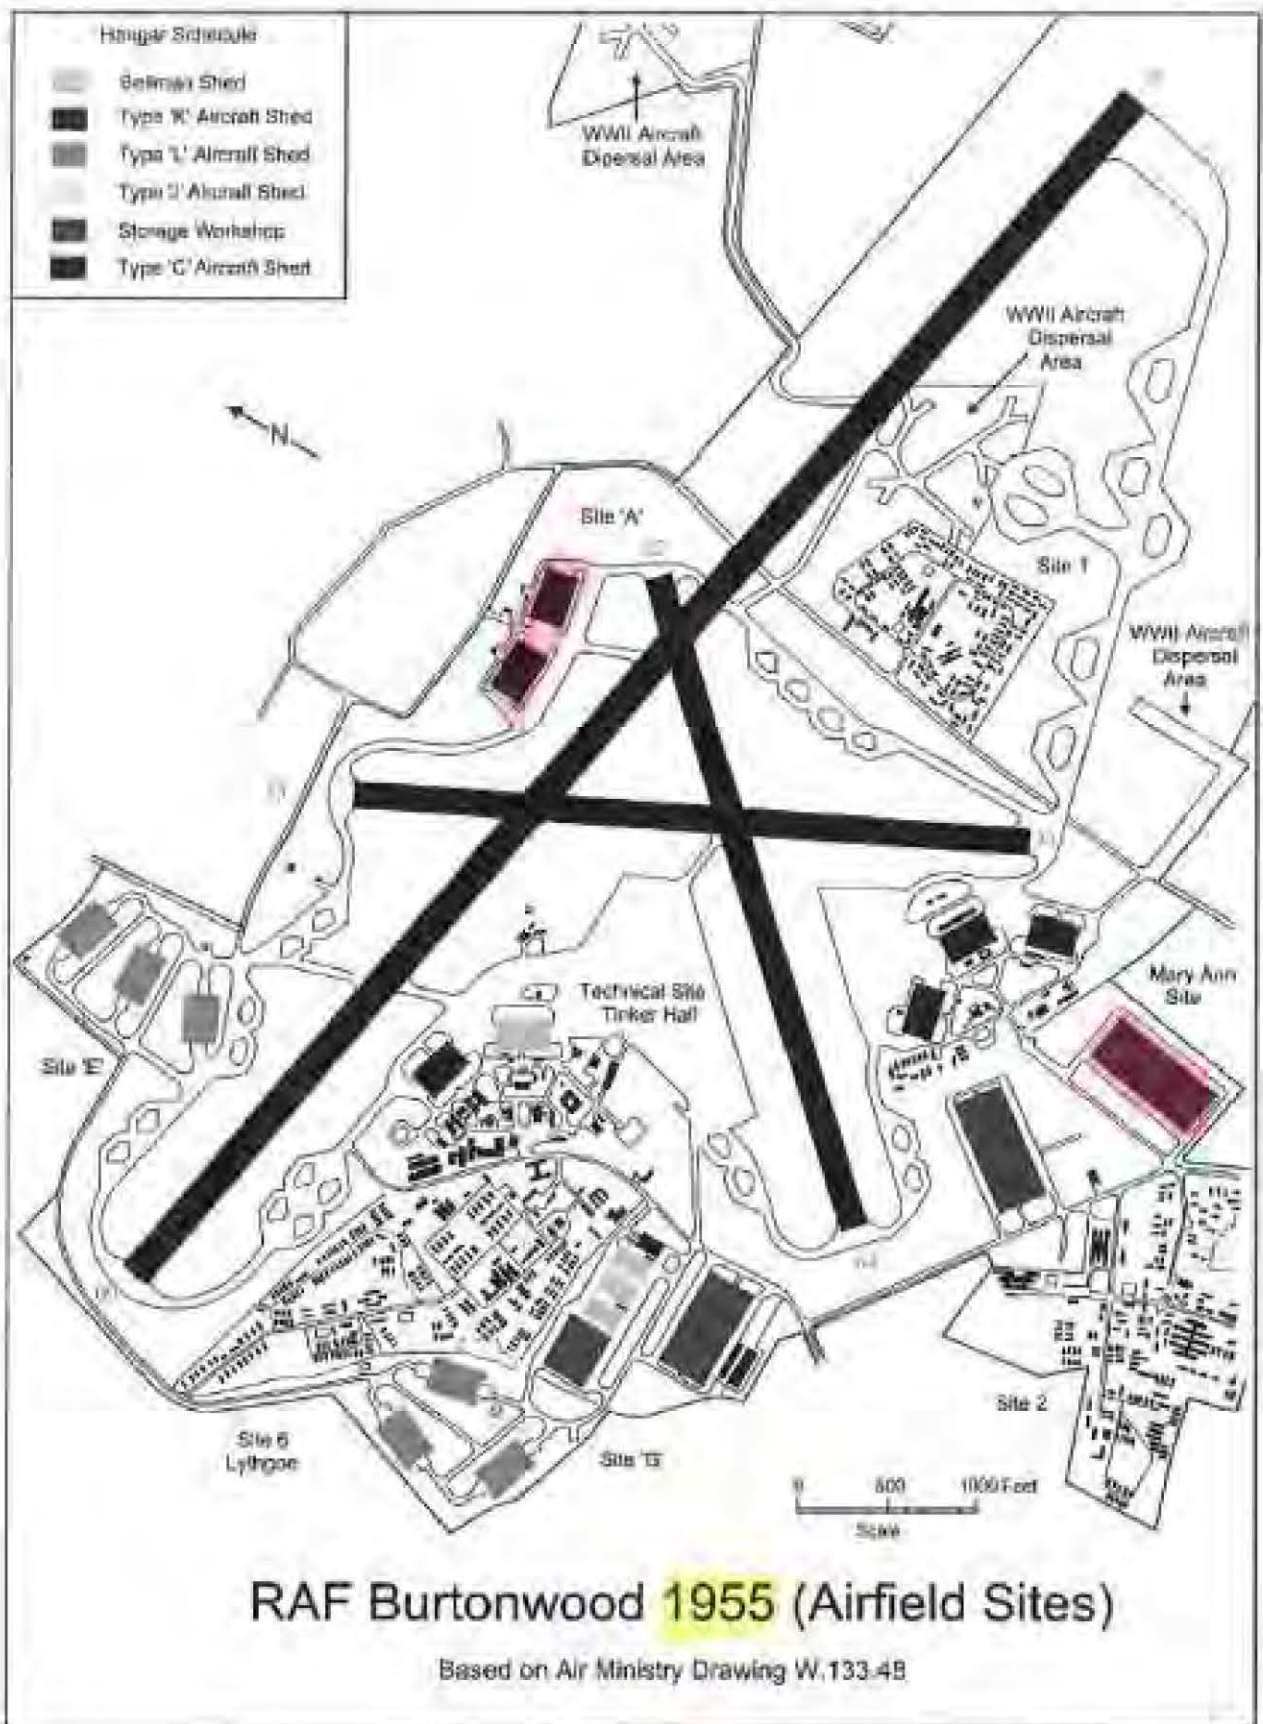 Hangar Schedule
Bellman Shed
Type 'K' Aircraft Shed
Type 'L' Aircraft Shed
Type 'J' Aircraft Shed
Storage Workshop
Type 'C' Aircraft Shed
WWII Aircraft
Dipersal Area
WWII Aircraft
Dispersal
Area
N
Site 'A'
Site 1
WWII Aircraft
Dispersal
Area
Mary Ann
Site
Technical Site
Tinker Hall
Site 'E'
Site 2
Site 6
Lythgoe
Site 'G'
0 500 1000 Feet
Scale
RAF Burtonwood 1955 (Airfield Sites)
Based on Air Ministry Drawing W.133.48